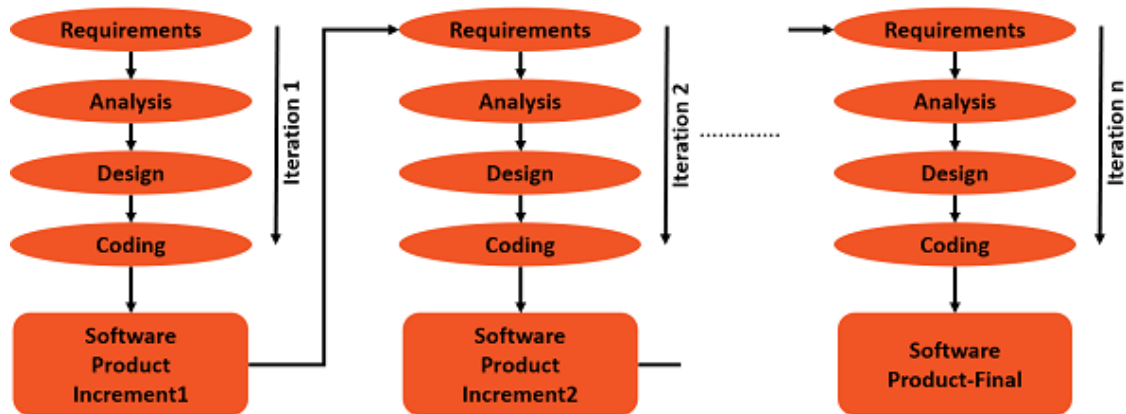 Requirements
Analysis
Design
Coding
Software
Product
Increment1
Iteration 1
Requirements
Analysis
Design
Coding
Software
Product
Increment2
Iteration 2
Requirements
Analysis
Design
Coding
Software
Product-Final
Iteration n